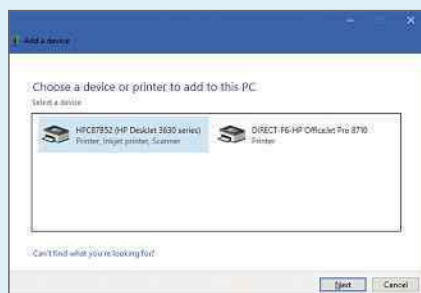 Add a device
Choose a device or printer to add to this PC
Select a device
HPC87B52 (HP DeskJet 3630 series)
Printer, Inkjet printer, Scanner
DIRECT-F6-HP OfficeJet Pro 8710
Printer
Can't find what you're looking for?
Next
Cancel